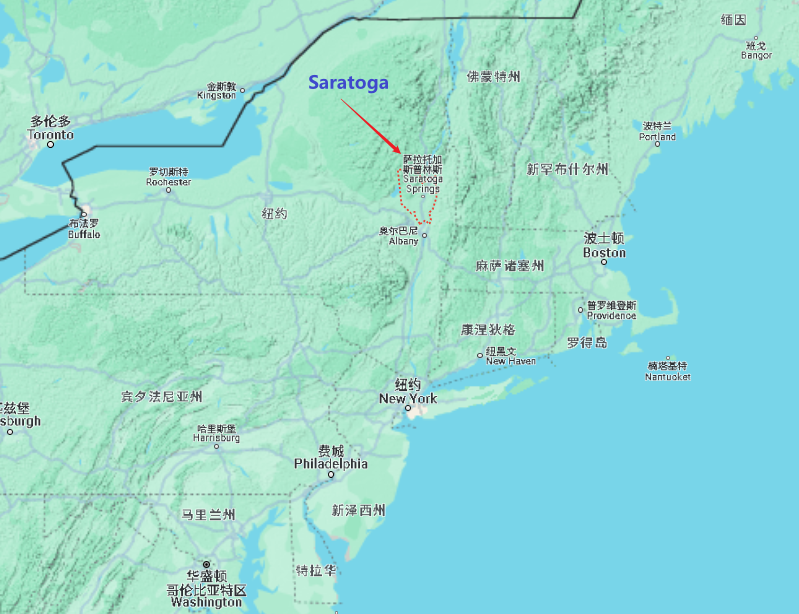 缅因
班戈
Bangor
佛蒙特州
Saratoga
金斯敦
Kingston
多伦多
Toronto
波特兰
Portland
萨拉托加
斯普林斯
Saratoga
Springs
罗切斯特
Rochester
新罕布什尔州
纽约
布法罗
Buffalo
奥尔巴尼
Albany
波士顿
Boston
麻萨诸塞州
普罗维登斯
Providence
康涅狄格
罗得岛
纽黑文
New Haven
楠塔基特
Nantucket
纽约
New York
宾夕法尼亚州
匹兹堡
sburgh
哈里斯堡
Harrisburg
费城
Philadelphia
新泽西州
马里兰州
特拉华
华盛顿
哥伦比亚特区
Washington